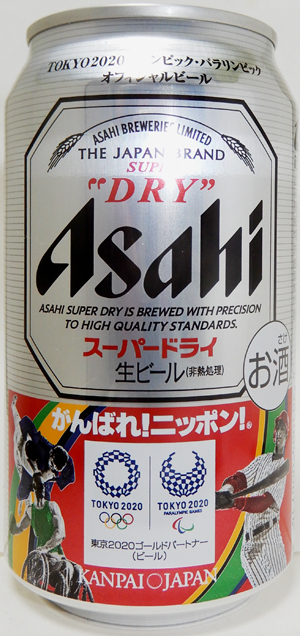 TOKYO2020オリンピック・パラリンピック
オフィシャルビール
ASAHI BREWERIES LIMITED
THE JAPAN BRAND
SUPER
"DRY"
Asahi
ASAHI SUPER DRY IS BREWED WITH PRECISION
TO HIGH QUALITY STANDARDS.
スーパードライ
生ビール(非熱処理)
さけ
お酒
がんばれ!ニッポン!®
TOKYO 2020
TOKYO 2020
PARALYMPIC GAMES
東京2020ゴールドパートナー
(ビール)
KANPAI JAPAN